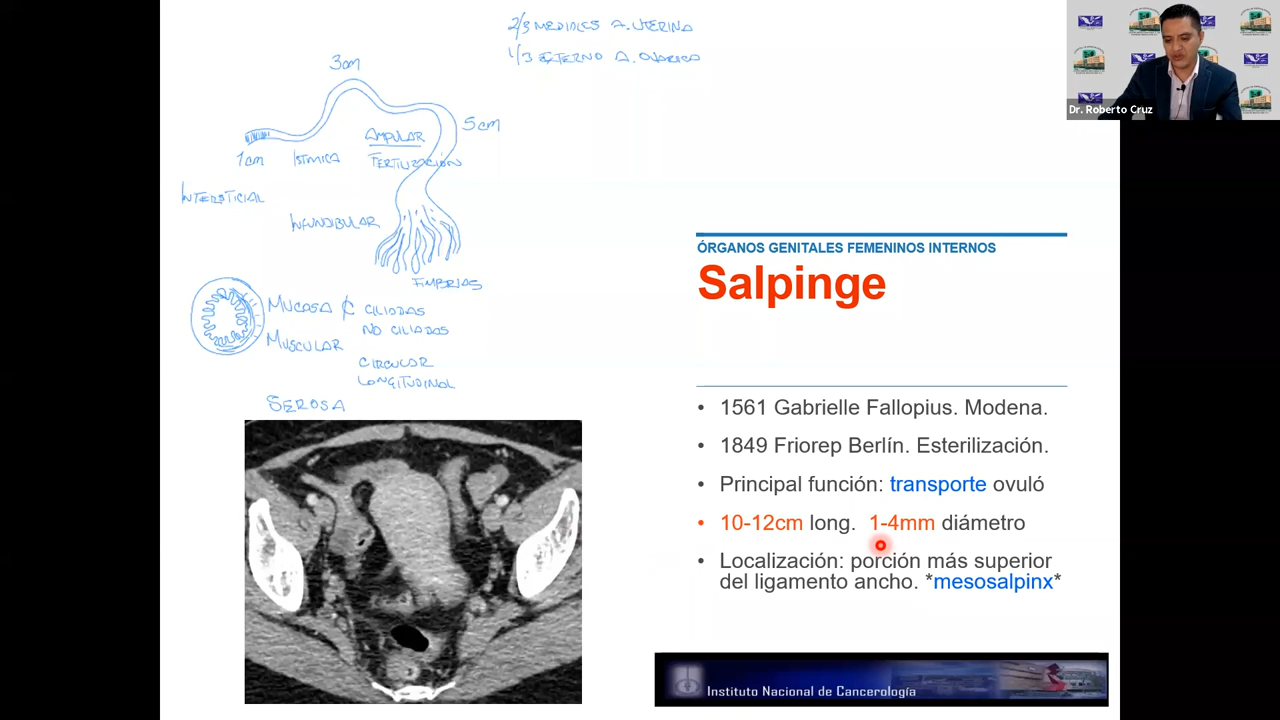 2/3 MEDIALES A. UTERINA
1/3 EXTERNO A. OVARICA
3cm
5cm
AMPULAR
1cm ISTMICA FERTILIZACIÓN
INTERSTICIAL
INFUNDIBULAR
FIMBRIAS
MUCOSA CILIADAS
NO CILIADOS
MUSCULAR
CIRCULAR
LONGITUDINAL
SEROSA
Dr. Roberto Cruz
ÓRGANOS GENITALES FEMENINOS INTERNOS
Salpinge
• 1561 Gabrielle Fallopius. Modena.
• 1849 Friorep Berlín. Esterilización.
• Principal función: transporte ovuló
• 10-12cm long. 1-4mm diámetro
• Localización: porción más superior
del ligamento ancho. *mesosalpinx*
Instituto Nacional de Cancerología